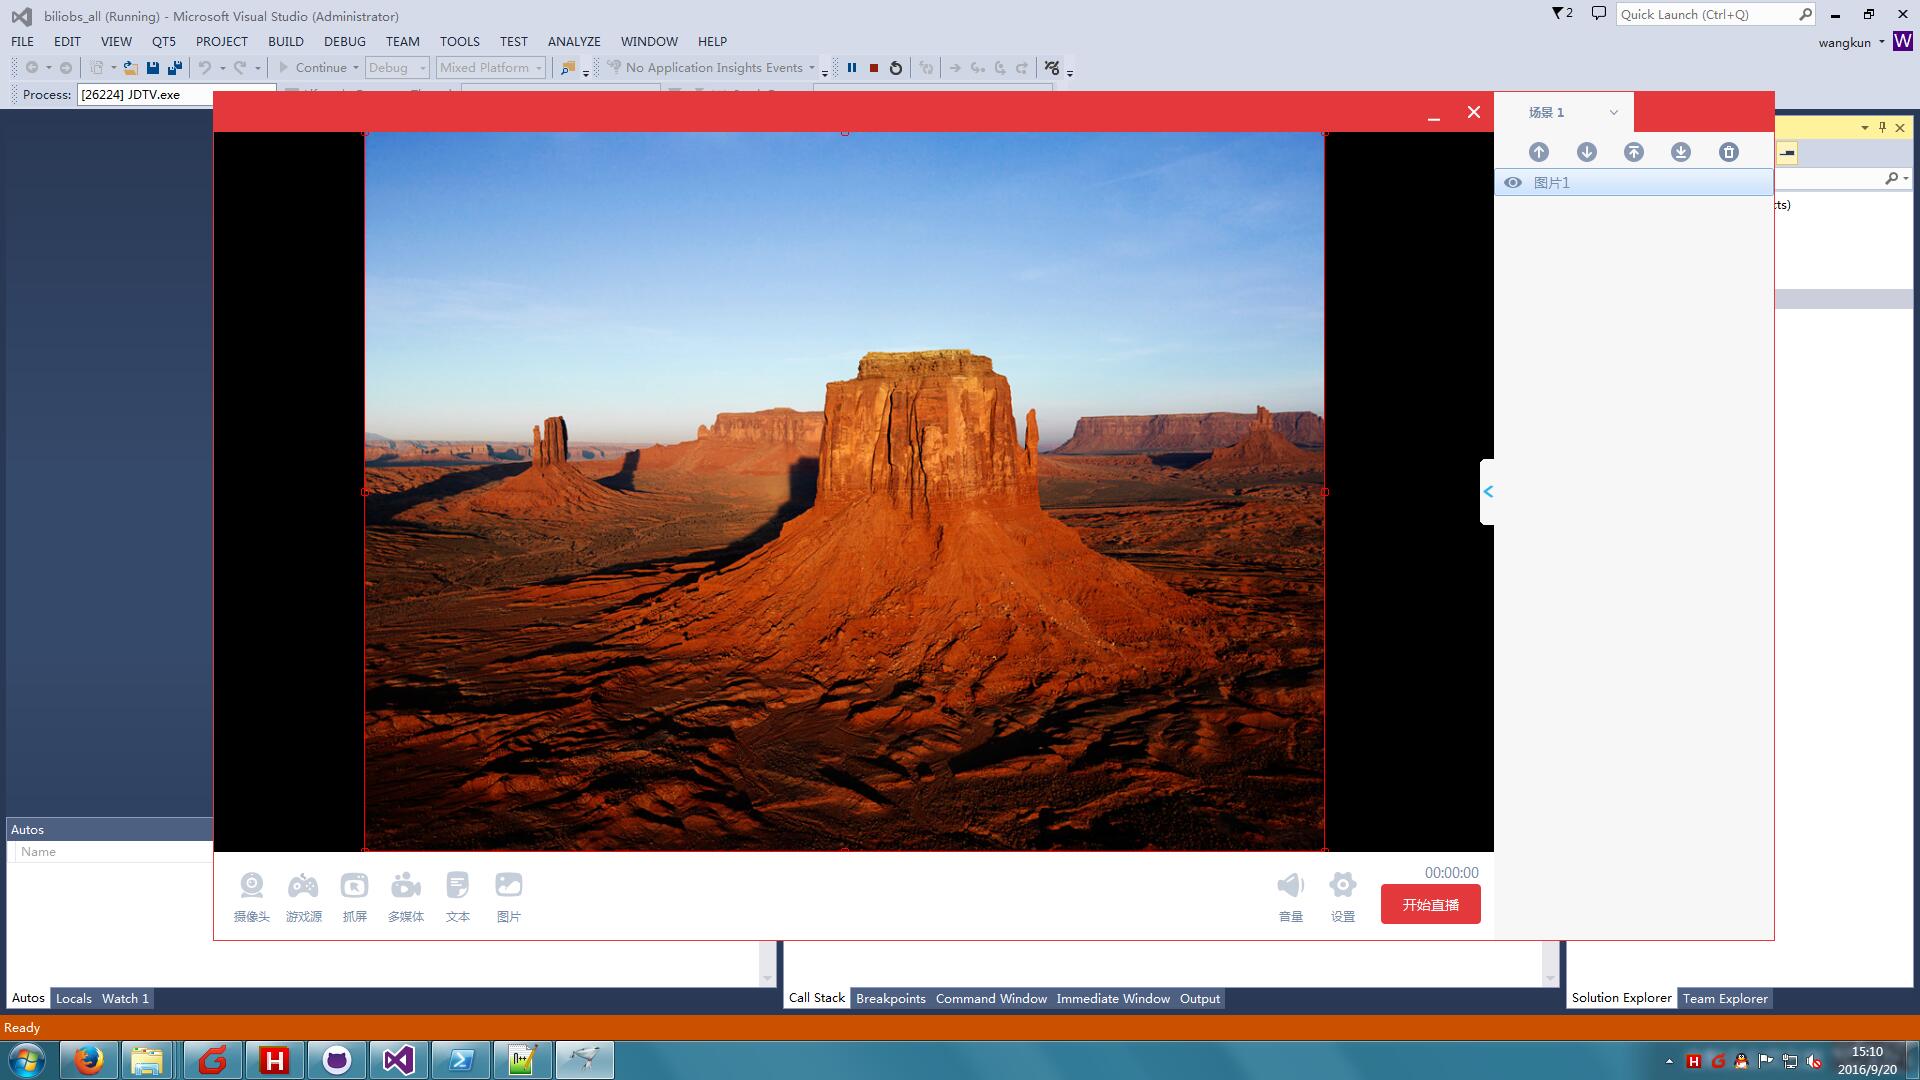 biliobs_all (Running) - Microsoft Visual Studio (Administrator)
2
Quick Launch (Ctrl+Q)
FILE EDIT VIEW QT5 PROJECT BUILD DEBUG TEAM TOOLS TEST ANALYZE WINDOW HELP
wangkun W
Continue Debug Mixed Platform No Application Insights Events
Process: [26224] JDTV.exe
场景 1
图片1
cts)
Autos
Name
00:00:00
摄像头 游戏源 抓屏 多媒体 文本 图片
音量 设置 开始直播
Autos Locals Watch 1
Call Stack Breakpoints Command Window Immediate Window Output
Solution Explorer Team Explorer
Ready
15:10
2016/9/20